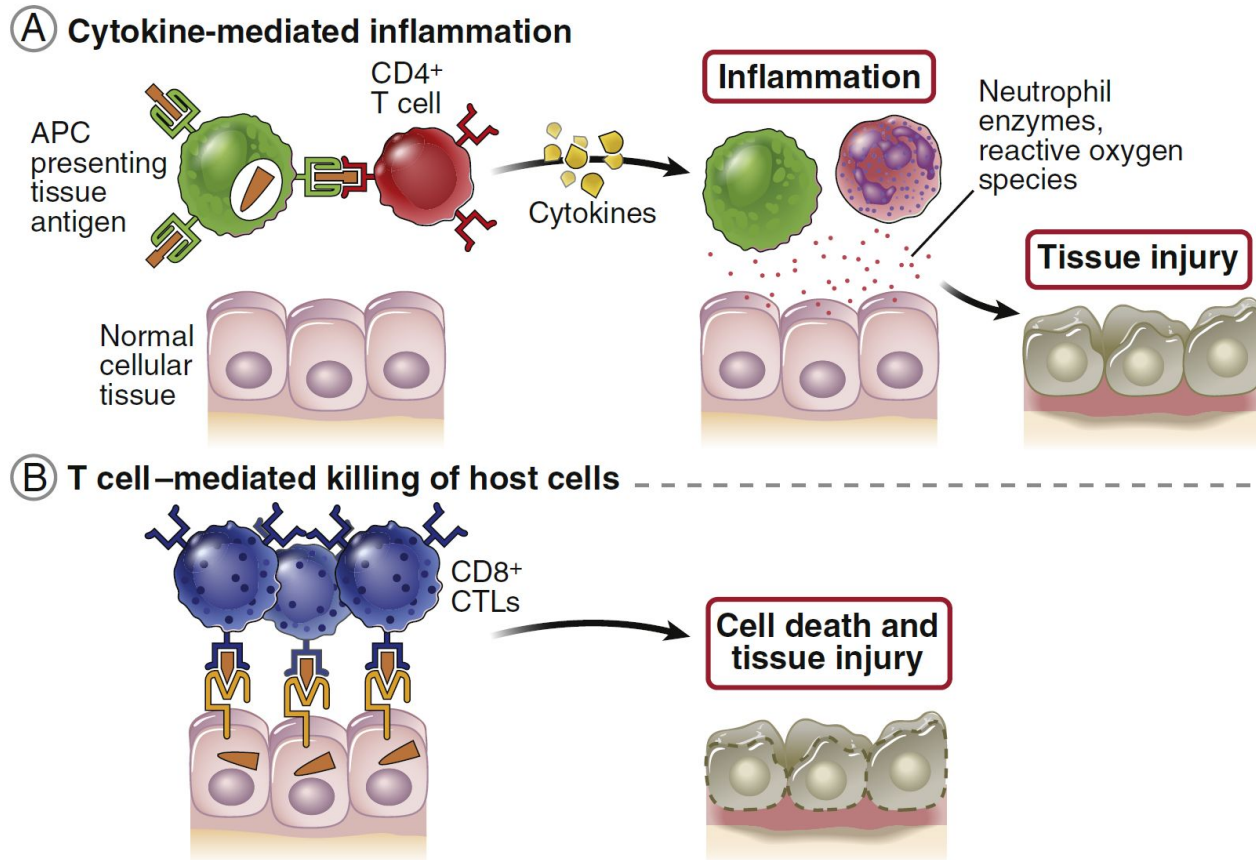 A Cytokine-mediated inflammation
CD4+
T cell
APC
presenting
tissue
antigen
Cytokines
Inflammation
Neutrophil
enzymes,
reactive oxygen
species
Tissue injury
Normal
cellular
tissue
B T cell–mediated killing of host cells
CD8+
CTLs
Cell death and
tissue injury